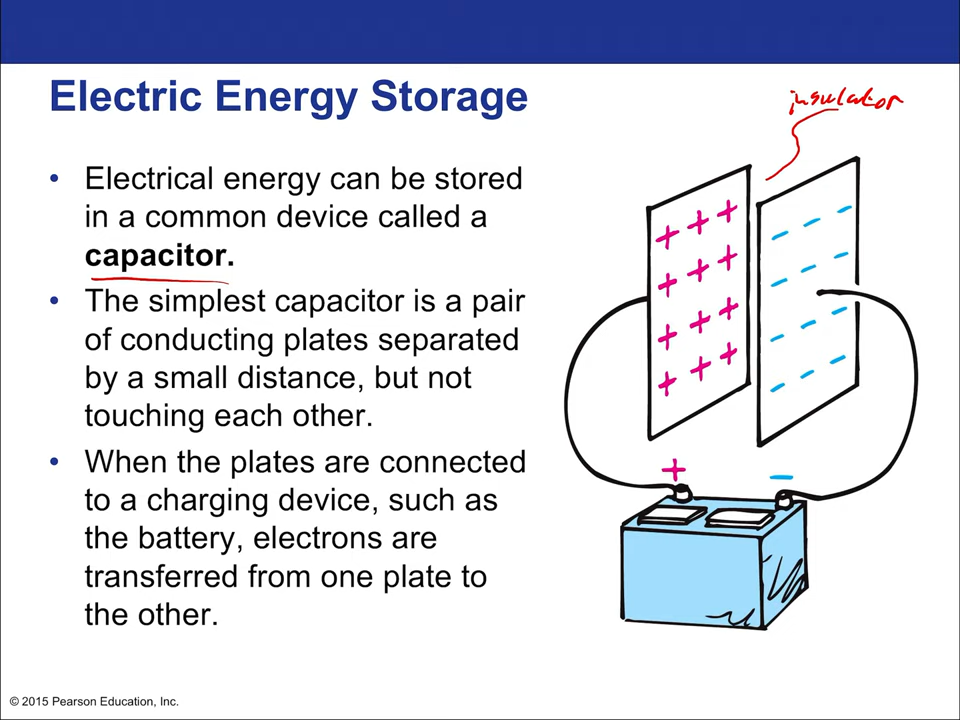 Electric Energy Storage
insulator
• Electrical energy can be stored
in a common device called a
capacitor.
• The simplest capacitor is a pair
of conducting plates separated
by a small distance, but not
touching each other.
• When the plates are connected
to a charging device, such as
the battery, electrons are
transferred from one plate to
the other.
+ + +
+ + +
+ + +
+ + +
- - -
- - -
- - -
- - -
+ -
© 2015 Pearson Education, Inc.